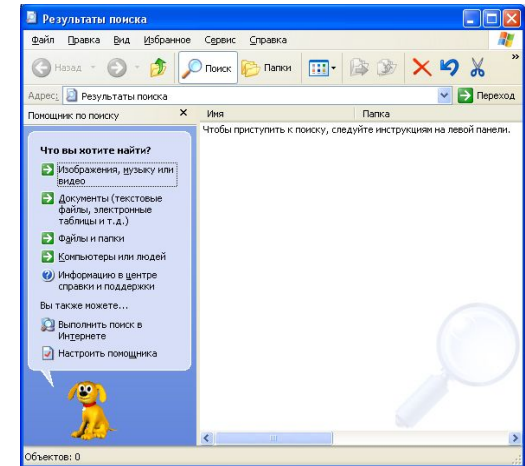 Результаты поиска
Файл Правка Вид Избранное Сервис Справка
Назад Поиск Папки »
Адрес: Результаты поиска Переход
Помощник по поиску Имя Папка
Чтобы приступить к поиску, следуйте инструкциям на левой панели.
Что вы хотите найти?
Изображения, музыку или
видео
Документы (текстовые
файлы, электронные
таблицы и т.д.)
Файлы и папки
Компьютеры или людей
Информацию в центре
справки и поддержки
Вы также можете...
Выполнить поиск в
Интернете
Настроить помощника
Объектов: 0